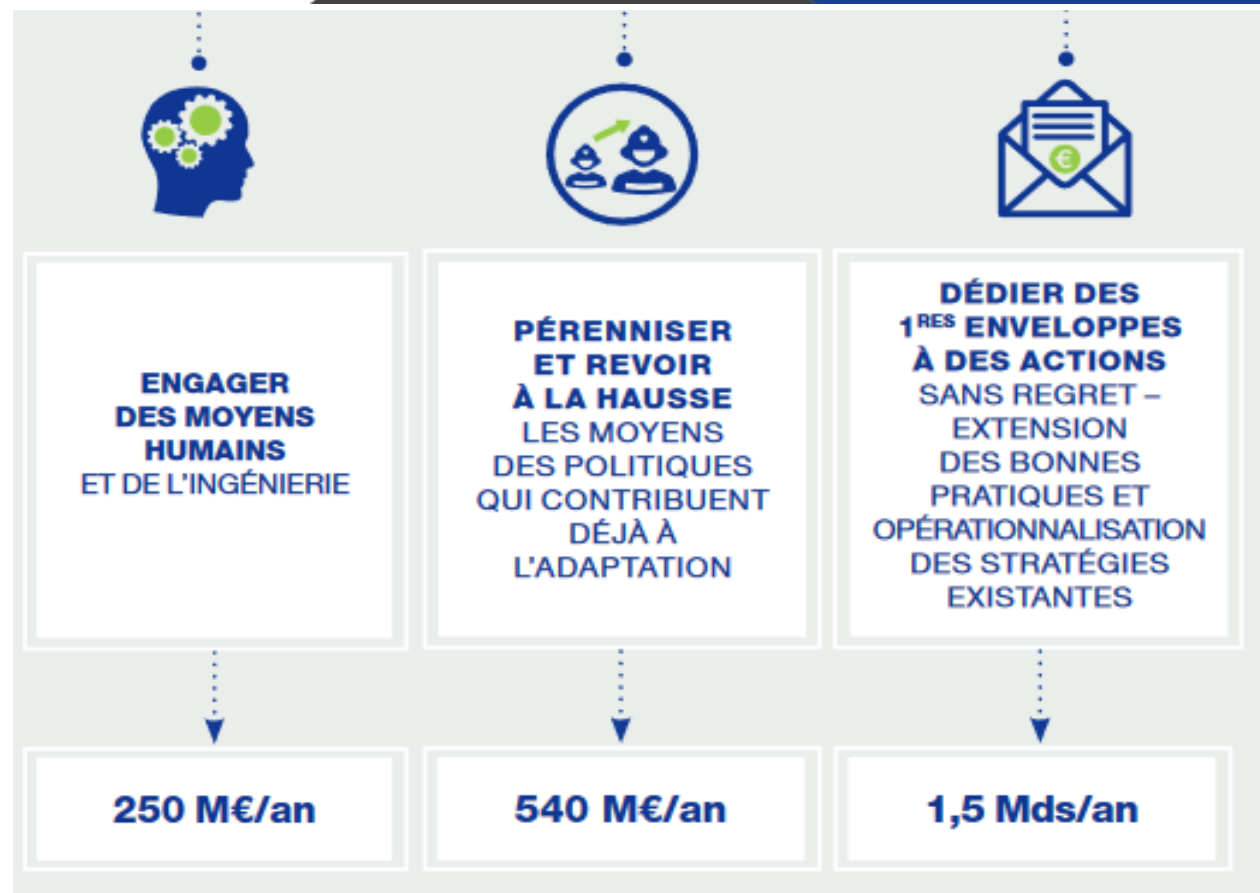 €
ENGAGER
DES MOYENS
HUMAINS
ET DE L'INGÉNIERIE
PÉRENNISER
ET REVOIR
À LA HAUSSE
LES MOYENS
DES POLITIQUES
QUI CONTRIBUENT
DÉJÀ À
L'ADAPTATION
DÉDIER DES
1RES ENVELOPPES
À DES ACTIONS
SANS REGRET –
EXTENSION
DES BONNES
PRATIQUES ET
OPÉRATIONNALISATION
DES STRATÉGIES
EXISTANTES
250 M€/an
540 M€/an
1,5 Mds/an